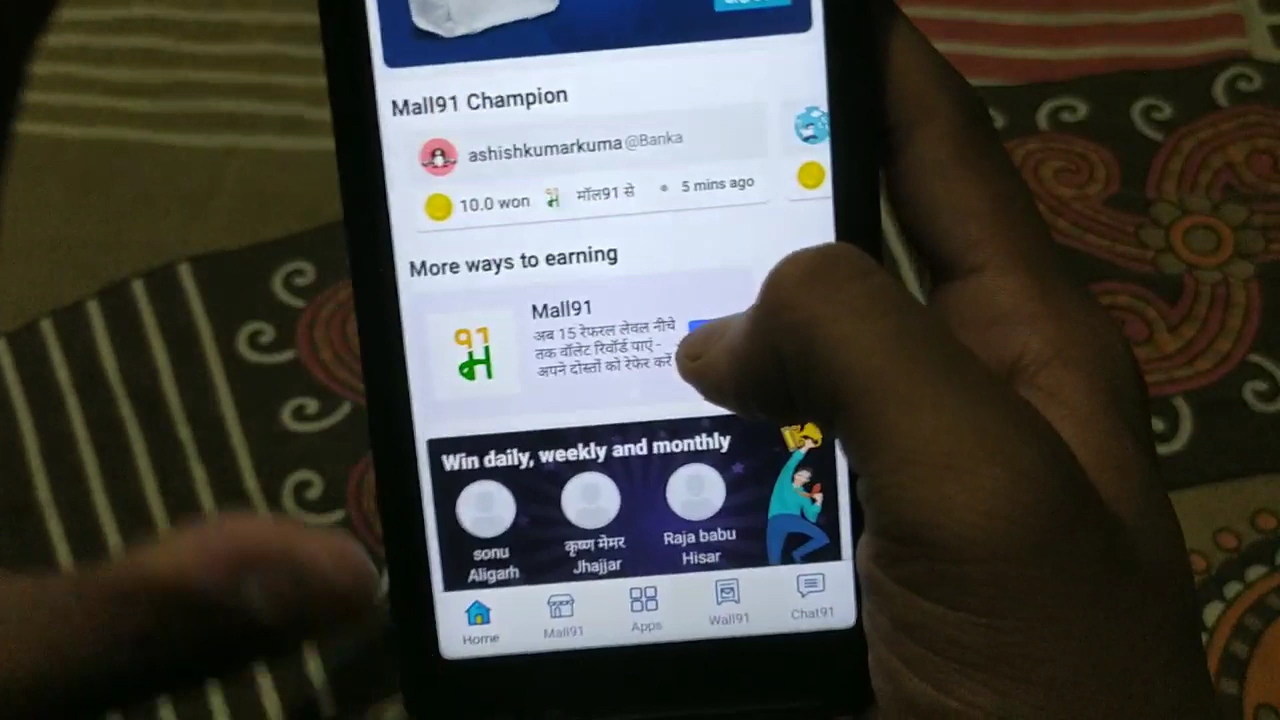 Mall91 Champion
ashishkumarkuma @Banka
10.0 won मॉल91 से • 5 mins ago
More ways to earning
Mall91
अब 15 रेफरल लेवल नीचे
तक वॉलेट रिवॉर्ड पाएं -
अपने दोस्तों को रेफेर करें
९१
म
Win daily, weekly and monthly
sonu
Aligarh
कृष्ण मेमर
Jhajjar
Raja babu
Hisar
Home
Mall91
Apps
Wall91
Chat91